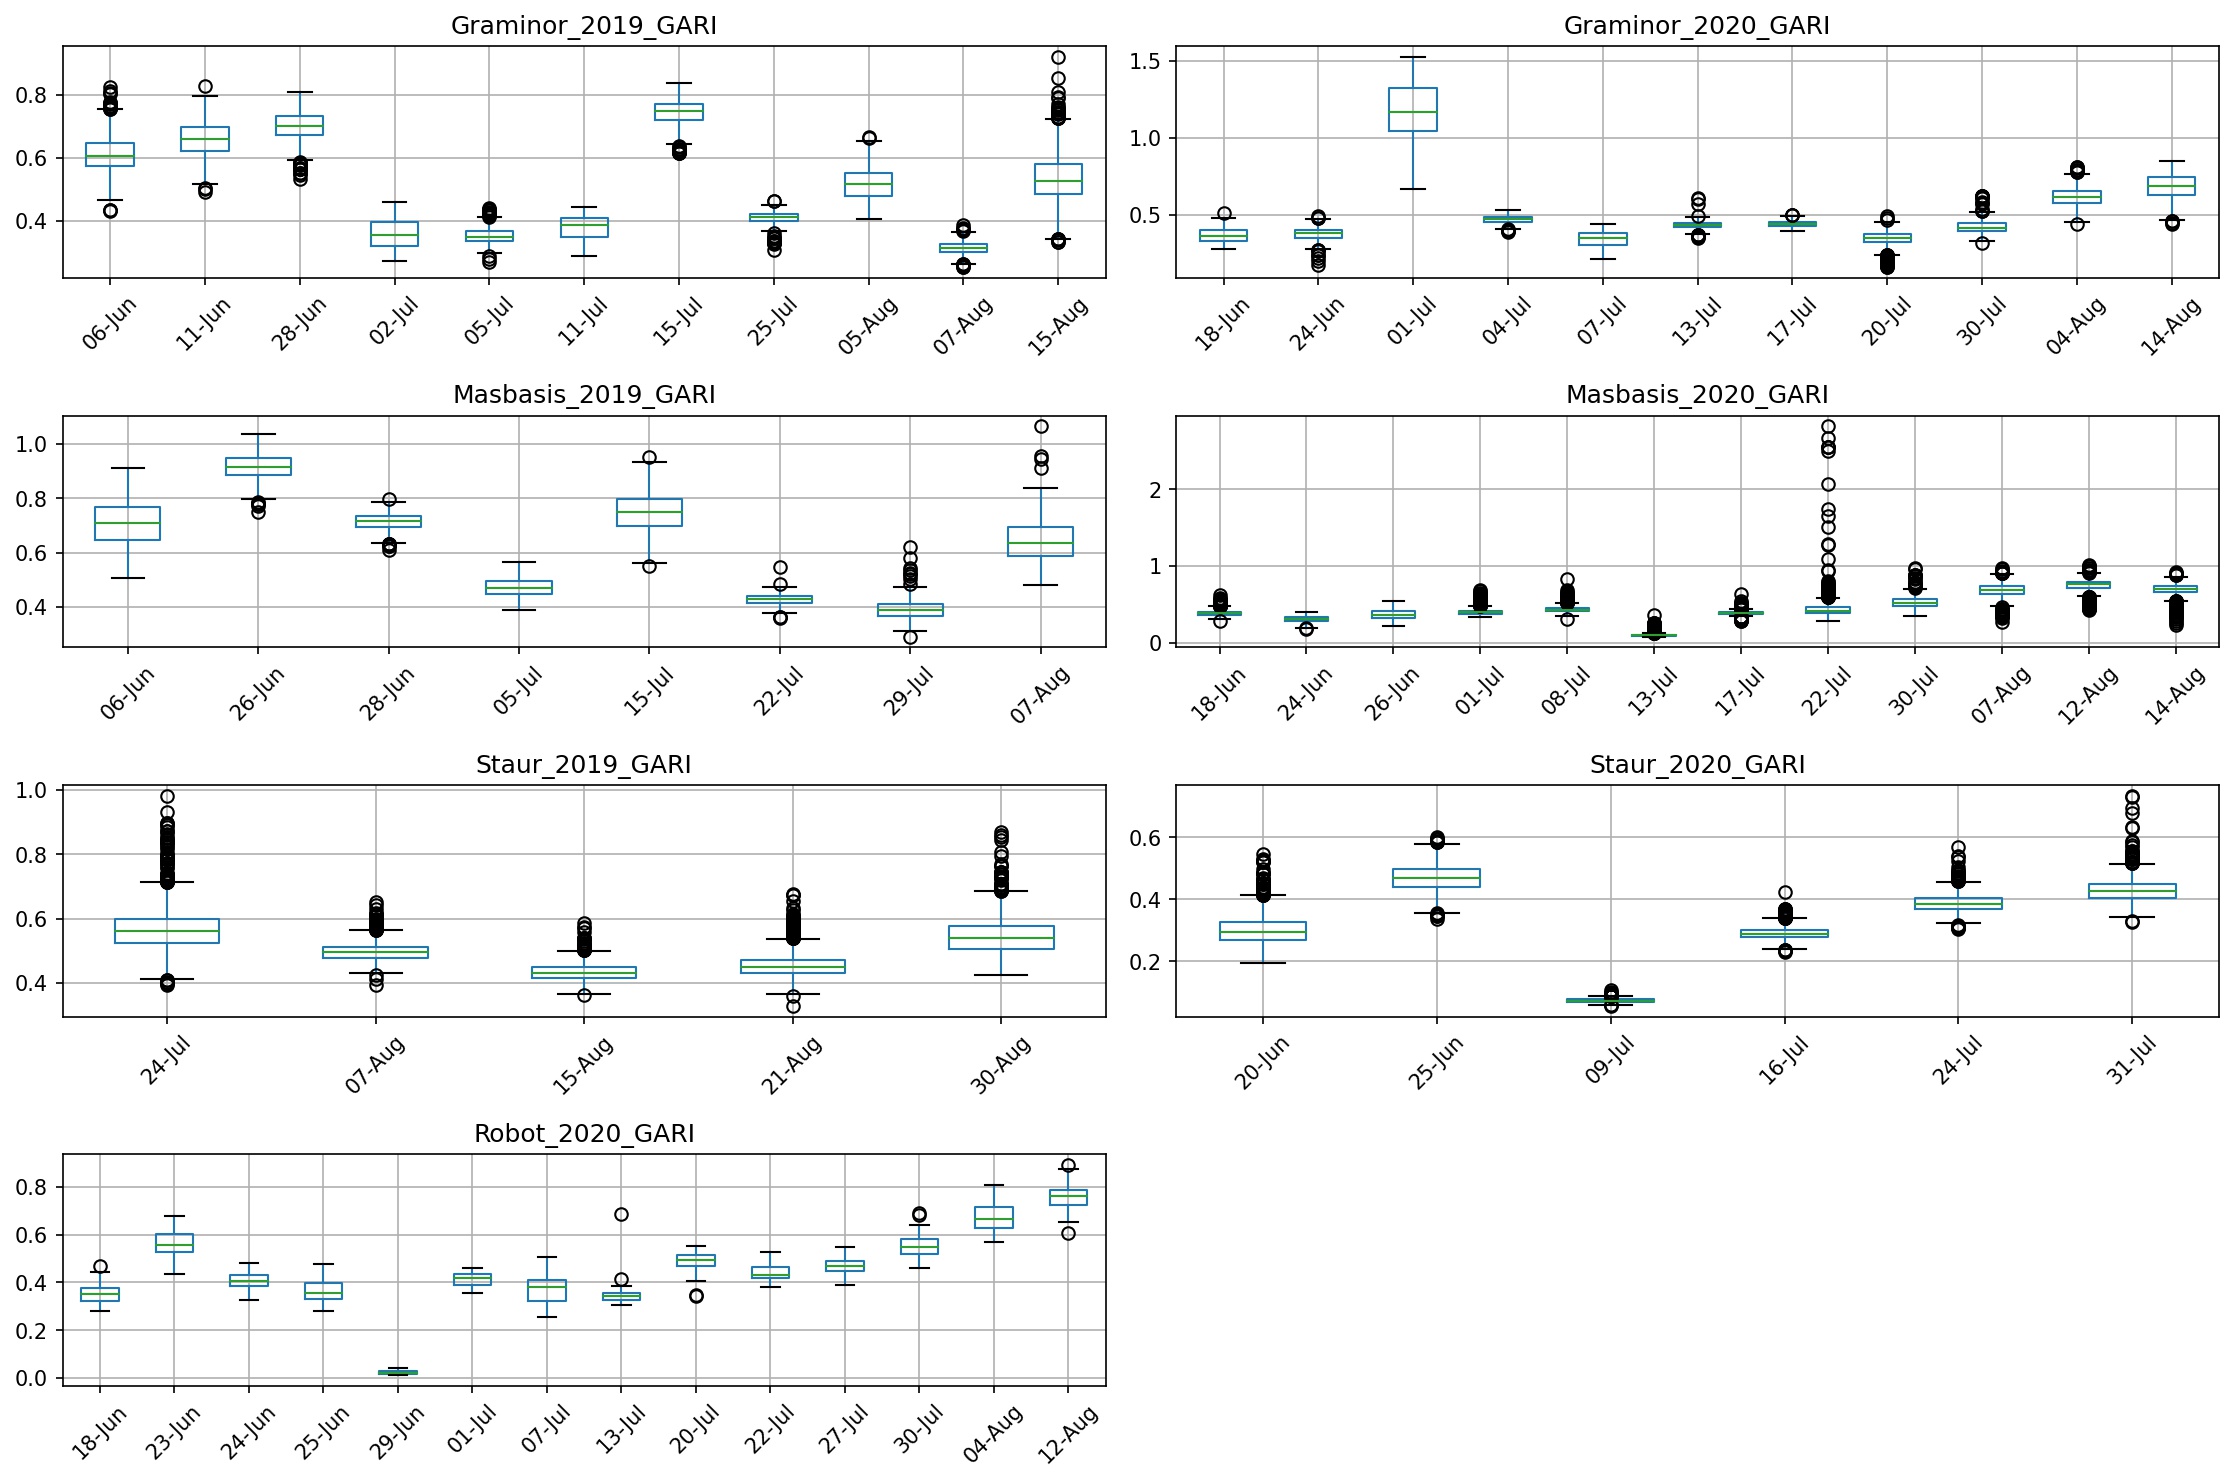 Graminor_2019_GARI
0.8
0.6
0.4
06-Jun 11-Jun 28-Jun 02-Jul 05-Jul 11-Jul 15-Jul 25-Jul 05-Aug 07-Aug 15-Aug
Graminor_2020_GARI
1.5
1.0
0.5
18-Jun 24-Jun 01-Jul 04-Jul 07-Jul 13-Jul 17-Jul 20-Jul 30-Jul 04-Aug 14-Aug
Masbasis_2019_GARI
1.0
0.8
0.6
0.4
06-Jun 26-Jun 28-Jun 05-Jul 15-Jul 22-Jul 29-Jul 07-Aug
Masbasis_2020_GARI
2
1
0
18-Jun 24-Jun 26-Jun 01-Jul 08-Jul 13-Jul 17-Jul 22-Jul 30-Jul 07-Aug 12-Aug 14-Aug
Staur_2019_GARI
1.0
0.8
0.6
0.4
24-Jul 07-Aug 15-Aug 21-Aug 30-Aug
Staur_2020_GARI
0.6
0.4
0.2
20-Jun 25-Jun 09-Jul 16-Jul 24-Jul 31-Jul
Robot_2020_GARI
0.8
0.6
0.4
0.2
0.0
18-Jun 23-Jun 24-Jun 25-Jun 29-Jun 01-Jul 07-Jul 13-Jul 20-Jul 22-Jul 27-Jul 30-Jul 04-Aug 12-Aug